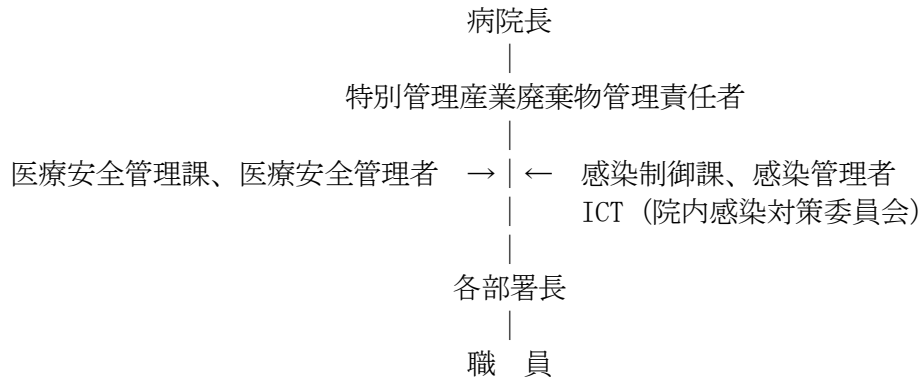 病院長
｜
特別管理産業廃棄物管理責任者
｜
医療安全管理課、医療安全管理者　→｜←　感染制御課、感染管理者
｜　ICT（院内感染対策委員会）
｜
各部署長
｜
職　員